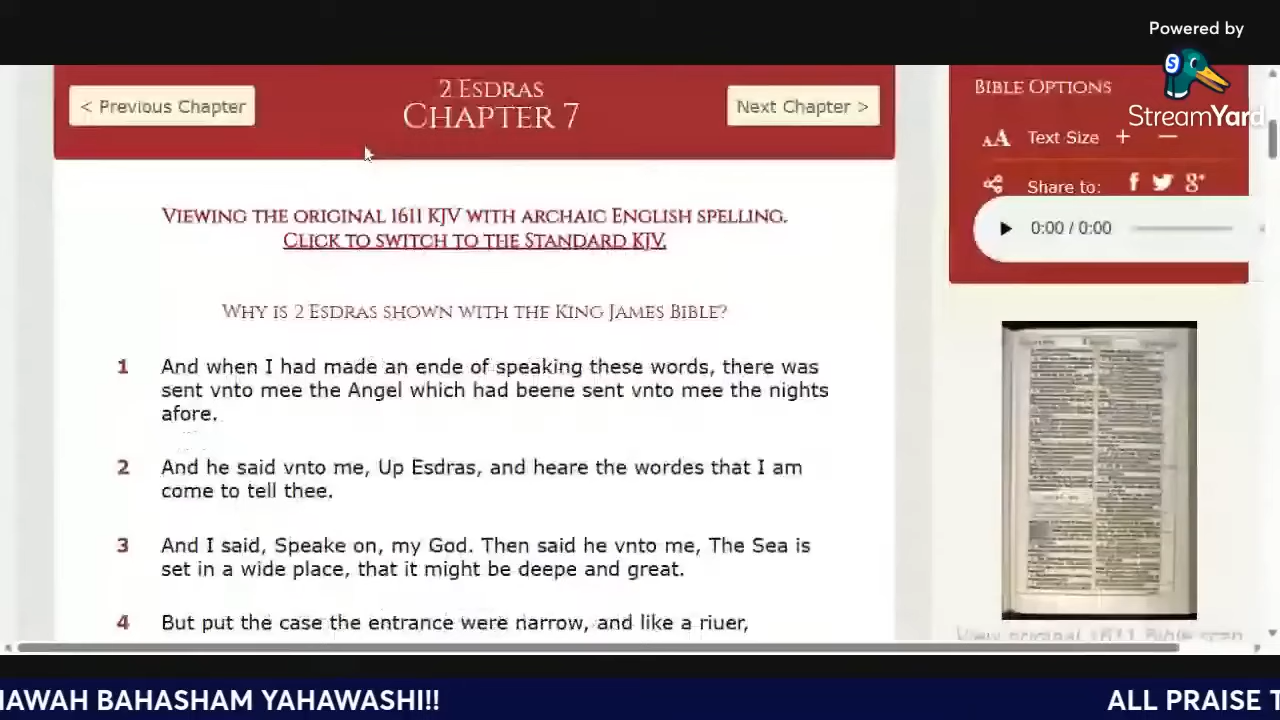 Powered by
StreamYard
< Previous Chapter
2 Esdras
Chapter 7
Next Chapter >
Bible Options
AA Text Size + —
Share to:
0:00 / 0:00
Viewing the original 1611 KJV with archaic English spelling.
Click to switch to the Standard KJV.
Why is 2 Esdras shown with the King James Bible?
1 And when I had made an ende of speaking these words, there was
sent vnto mee the Angel which had beene sent vnto mee the nights
afore.
2 And he said vnto me, Up Esdras, and heare the wordes that I am
come to tell thee.
3 And I said, Speake on, my God. Then said he vnto me, The Sea is
set in a wide place, that it might be deepe and great.
4 But put the case the entrance were narrow, and like a riuer,
View original 1611 Bible scan
IAWAH BAHASHAM YAHAWASHI!!
ALL PRAISE T